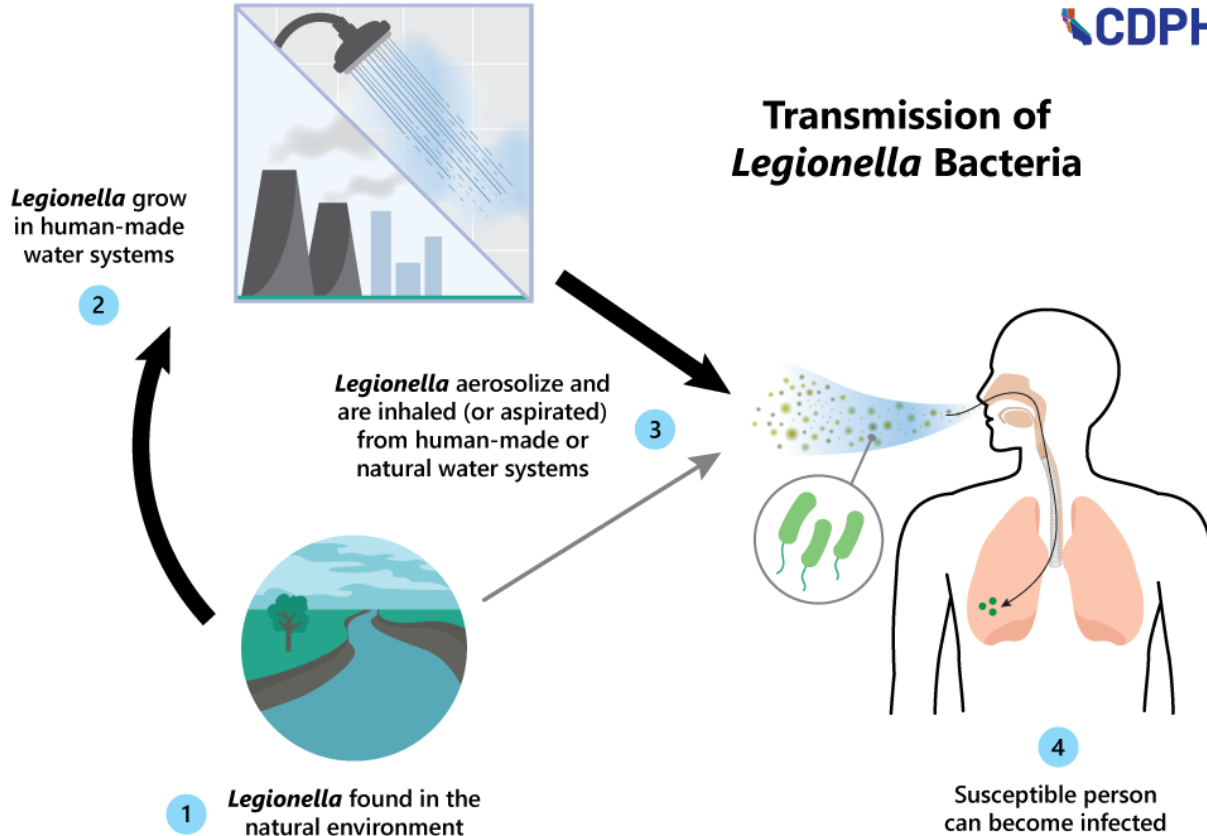 CDPH
Transmission of
Legionella Bacteria
Legionella grow
in human-made
water systems
2
Legionella aerosolize and
are inhaled (or aspirated)
from human-made or
natural water systems
3
1
Legionella found in the
natural environment
4
Susceptible person
can become infected